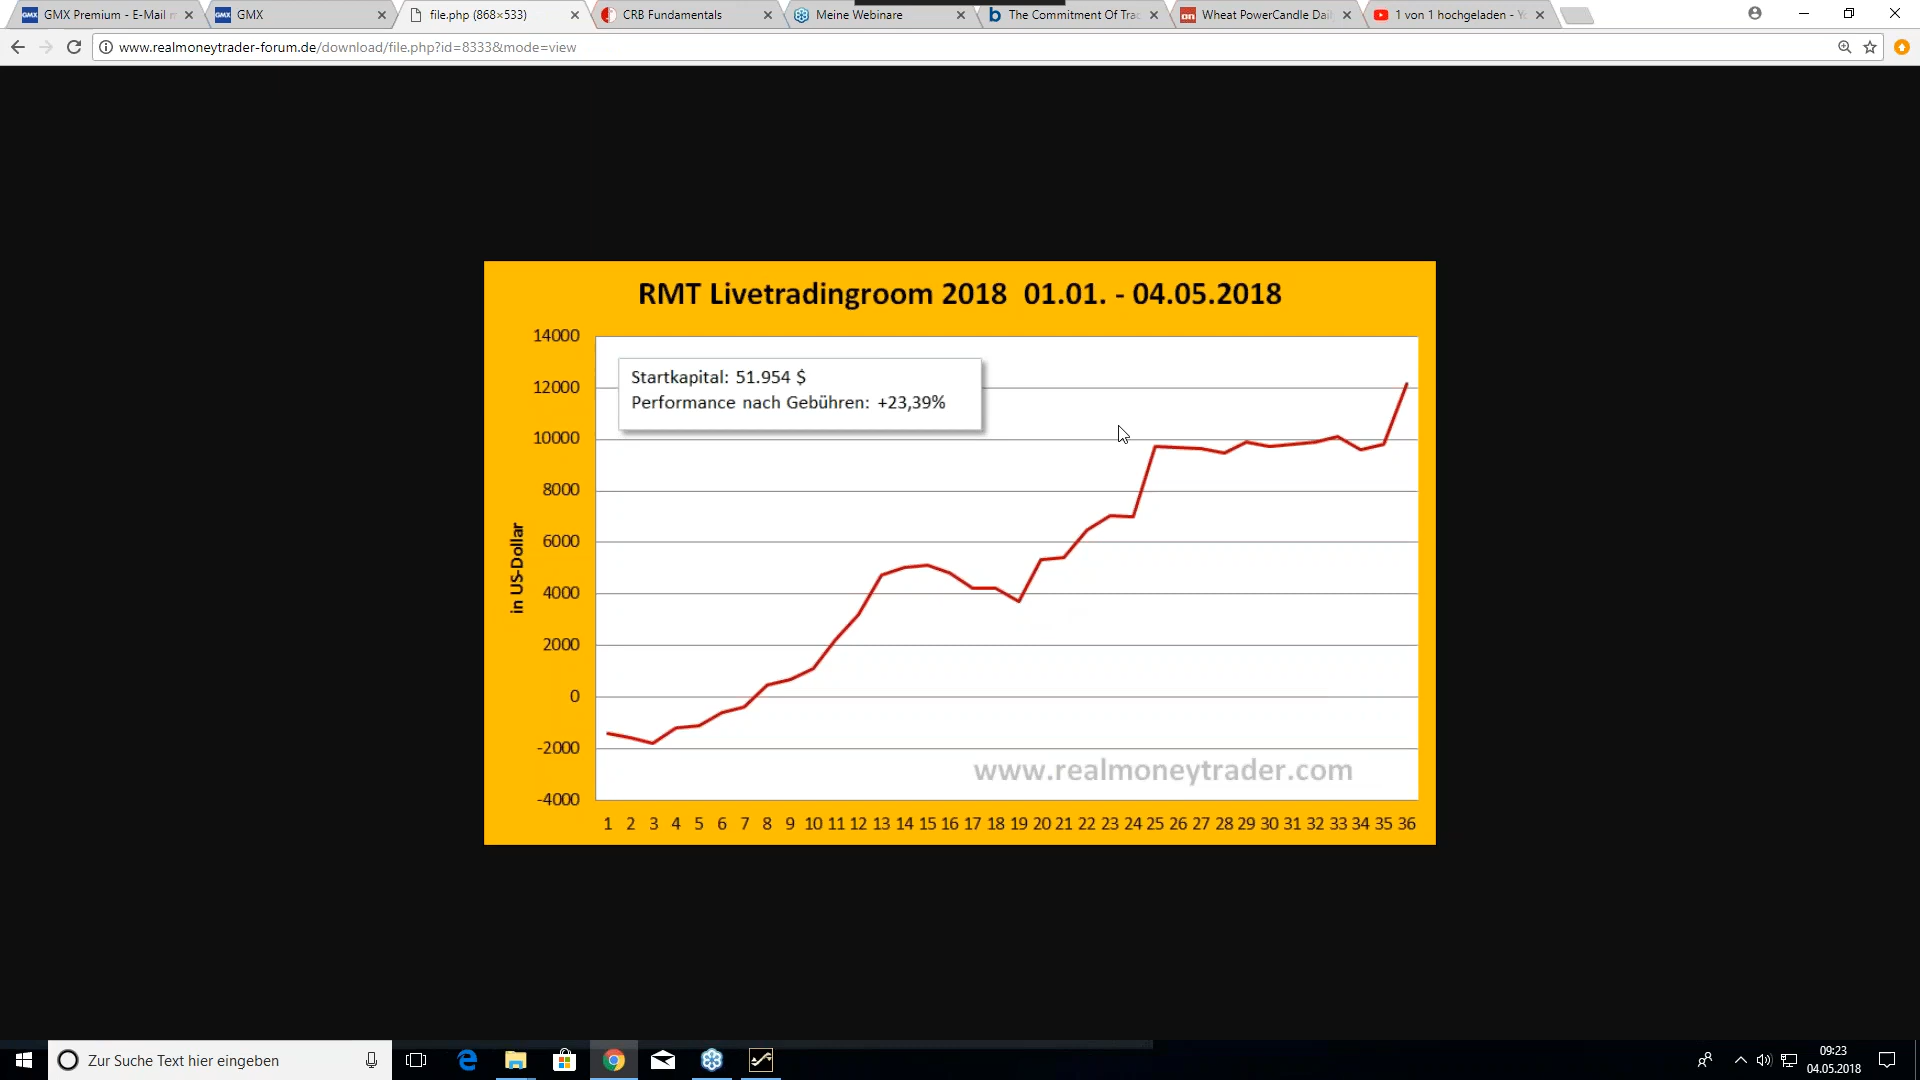 GMX Premium - E-Mail
GMX
file.php (868×533)
CRB Fundamentals
Meine Webinare
The Commitment Of Tra
Wheat PowerCandle Dai
1 von 1 hochgeladen -
www.realmoneytrader-forum.de/download/file.php?id=8333&mode=view
RMT Livetradingroom 2018 01.01. - 04.05.2018
Startkapital: 51.954 $
Performance nach Gebühren: +23,39%
in US-Dollar
14000
12000
10000
8000
6000
4000
2000
0
-2000
-4000
www.realmoneytrader.com
1 2 3 4 5 6 7 8 9 10 11 12 13 14 15 16 17 18 19 20 21 22 23 24 25 26 27 28 29 30 31 32 33 34 35 36
Zur Suche Text hier eingeben
09:23
04.05.2018